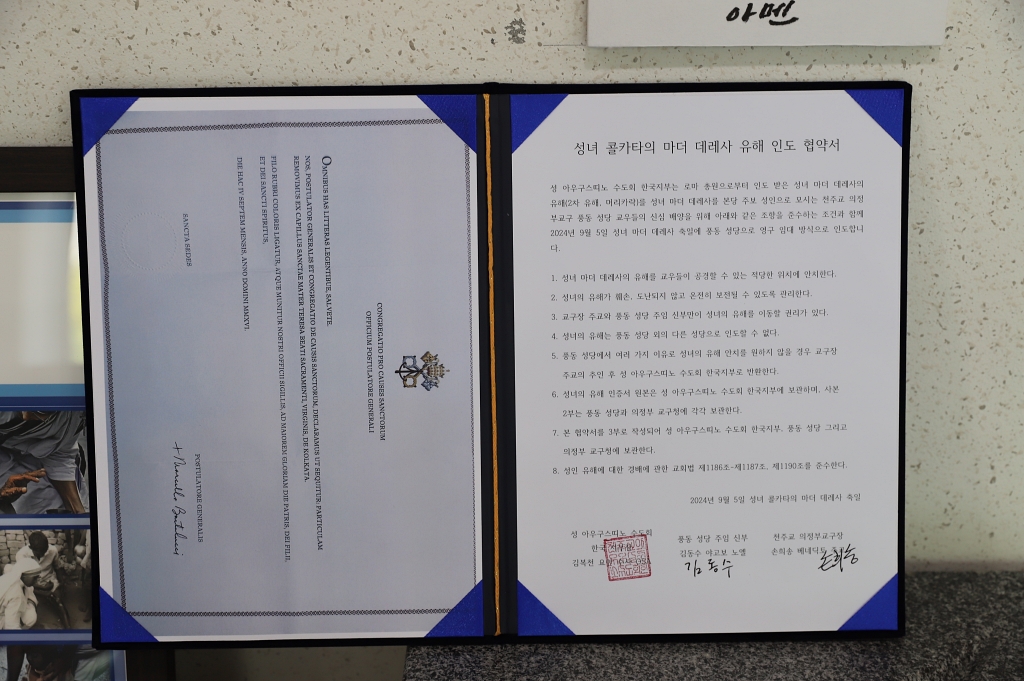 아멘
CONGREGATIO PRO CAUSIS SANCTORUM
OFFICIUM POSTULATORE GENERALI
OMNIBUS HAS LITTERAS LEGENTIBUS, SALVETE.
NOS, POSTULATOR GENERALIS ET CONGREGATIO DE CAUSIS SANCTORUM, DECLARAMUS UT SEQUITUR: PARTICULAM
REMOVIMUS EX CAPILLUS SANCTAE MATER TERESA BEATI SACRAMENTI, VIRGINIS, DE KOLKATA.
FILO RUBRI COLORIS LIGATUR, ATQUE MUNITUR NOSTRI OFFICII SIGILLIS, AD MAIOREM GLORIAM DIE PATRIS, DEI FILII,
ET DEI SANCTI SPIRITUS,
DIE: HAC IV SEPTEM MENSIS, ANNO DOMINI MMXVI.
SANCTA SEDES
POSTULATORE GENERALIS
성녀 콜카타의 마더 데레사 유해 인도 협약서
성 아우구스띠노 수도회 한국지부는 로마 총원으로부터 인도 받은 성녀 마더 데레사의
유해(2차 유해, 머리카락)를 성녀 마더 데레사를 본당 주보 성인으로 모시는 천주교 의정
부교구 풍동 성당 교우들의 신심 배양을 위해 아래와 같은 조항을 준수하는 조건과 함께
2024년 9월 5일 성녀 마더 데레사 축일에 풍동 성당으로 영구 임대 방식으로 인도합니
다.
1. 성녀 마더 데레사의 유해를 교우들이 공경할 수 있는 적당한 위치에 안치한다.
2. 성녀의 유해가 훼손, 도난되지 않고 온전히 보전될 수 있도록 관리한다.
3. 교구장 주교와 풍동 성당 주임 신부만이 성녀의 유해를 이동할 권리가 있다.
4. 성녀의 유해는 풍동 성당 외의 다른 성당으로 인도할 수 없다.
5. 풍동 성당에서 여러 가지 이유로 성녀의 유해 안치를 원하지 않을 경우 교구장
주교의 추인 후 성 아우구스띠노 수도회 한국지부로 반환한다.
6. 성녀의 유해 인증서 원본은 성 아우구스띠노 수도회 한국지부에 보관하며, 사본
2부는 풍동 성당과 의정부 교구청에 각각 보관한다.
7. 본 협약서를 3부로 작성되어 성 아우구스띠노 수도회 한국지부, 풍동 성당 그리고
의정부 교구청에 보관한다.
8. 성인 유해에 대한 경배에 관한 교회법 제1186조-제1187조, 제1190조를 준수한다.
2024년 9월 5일 성녀 콜카타의 마더 데레사 축일
성 아우구스띠노 수도회
한국
김복천 요
풍동 성당 주임 신부
김동수 야고보 노엘
김동수
천주교 의정부교구장
손희송 베네딕토
손희송